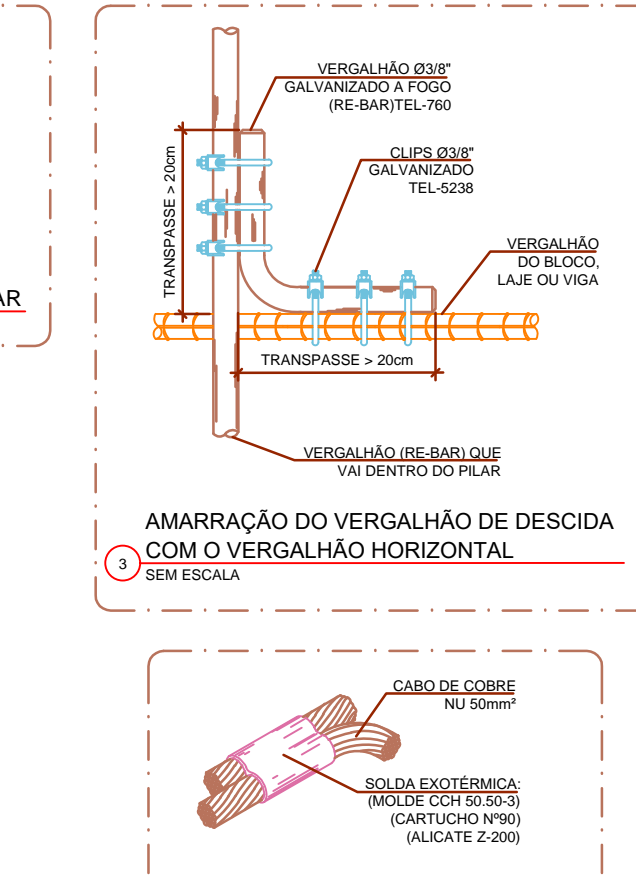 VERGALHÃO Ø3/8"
GALVANIZADO A FOGO
(RE-BAR)TEL-760
CLIPS Ø3/8"
GALVANIZADO
TEL-5238
TRANSPASSE > 20cm
VERGALHÃO
DO BLOCO,
LAJE OU VIGA
AR
TRANSPASSE > 20cm
VERGALHÃO (RE-BAR) QUE
VAI DENTRO DO PILAR
AMARRAÇÃO DO VERGALHÃO DE DESCIDA
COM O VERGALHÃO HORIZONTAL
3
SEM ESCALA
CABO DE COBRE
NU 50mm²
SOLDA EXOTÉRMICA:
(MOLDE CCH 50.50-3)
(CARTUCHO Nº90)
(ALICATE Z-200)